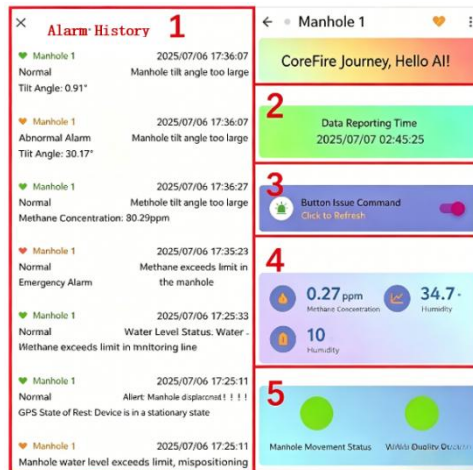 × Alarm History 1
Manhole 1 2025/07/06 17:36:07
Normal Manhole tilt angle too large
Tilt Angle: 0.91°
Manhole 1 2025/07/06 17:36:07
Abnormal Alarm Manhole tilt angle too large
Tilt Angle: 30.17°
Manhole 1 2025/07/06 17:36:27
Normal tilt angle too large
Methane Concentration: 80.29ppm
Manhole 1 2025/07/06 17:35:23
Normal Methane exceeds limit in
Emergency Alarm the manhole
Manhole 1 2025/07/06 17:25:33
Normal Water Level Status. Water -
exceeds limit in line
Manhole 1 2025/07/06 17:25:11
Normal Manhole ! ! ! !
GPS State of Rest: Device is in a stationary state
Manhole 1 2025/07/06 17:25:11
Manhole water level exceeds limit, mispositioning
← Manhole 1
CoreFire Journey, Hello AI!
2
Data Reporting Time
2025/07/07 02:45:25
3
Button Issue Command
Click to Refresh
4
0.27 ppm
Methane Concentration
34.7·
Humidity
10
Humidity
5
Manhole Movement Status